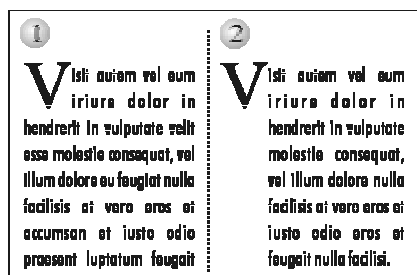 1
Visti autem vel eum
iriure dolor in
hendrerit in vulputate velit
esse molestie consequat, vel
illum dolore eu feugiat nulla
facilisis at vero eros et
accumsan et iusto odio
praesent luptatum feugait
2
Visti autem vel eum
iriure dolor in
hendrerit in vulputate
molestie consequat,
vel illum dolore nulla
facilisis at vero eros et
iusto odio eros et
feugait nulla facilisi.